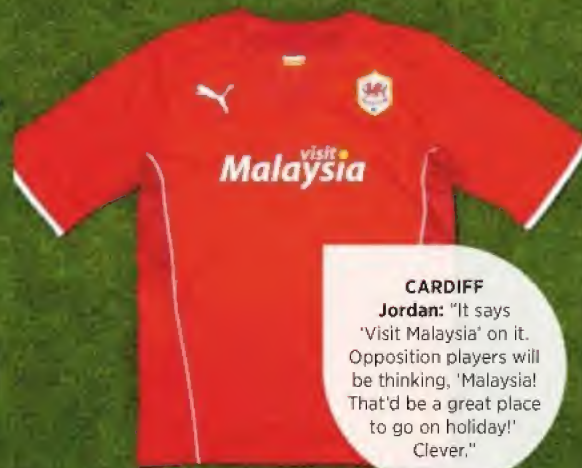 visit
Malaysia
CARDIFF
Jordan: "It says
'Visit Malaysia' on it.
Opposition players will
be thinking, 'Malaysia!
That'd be a great place
to go on holiday!'
Clever."